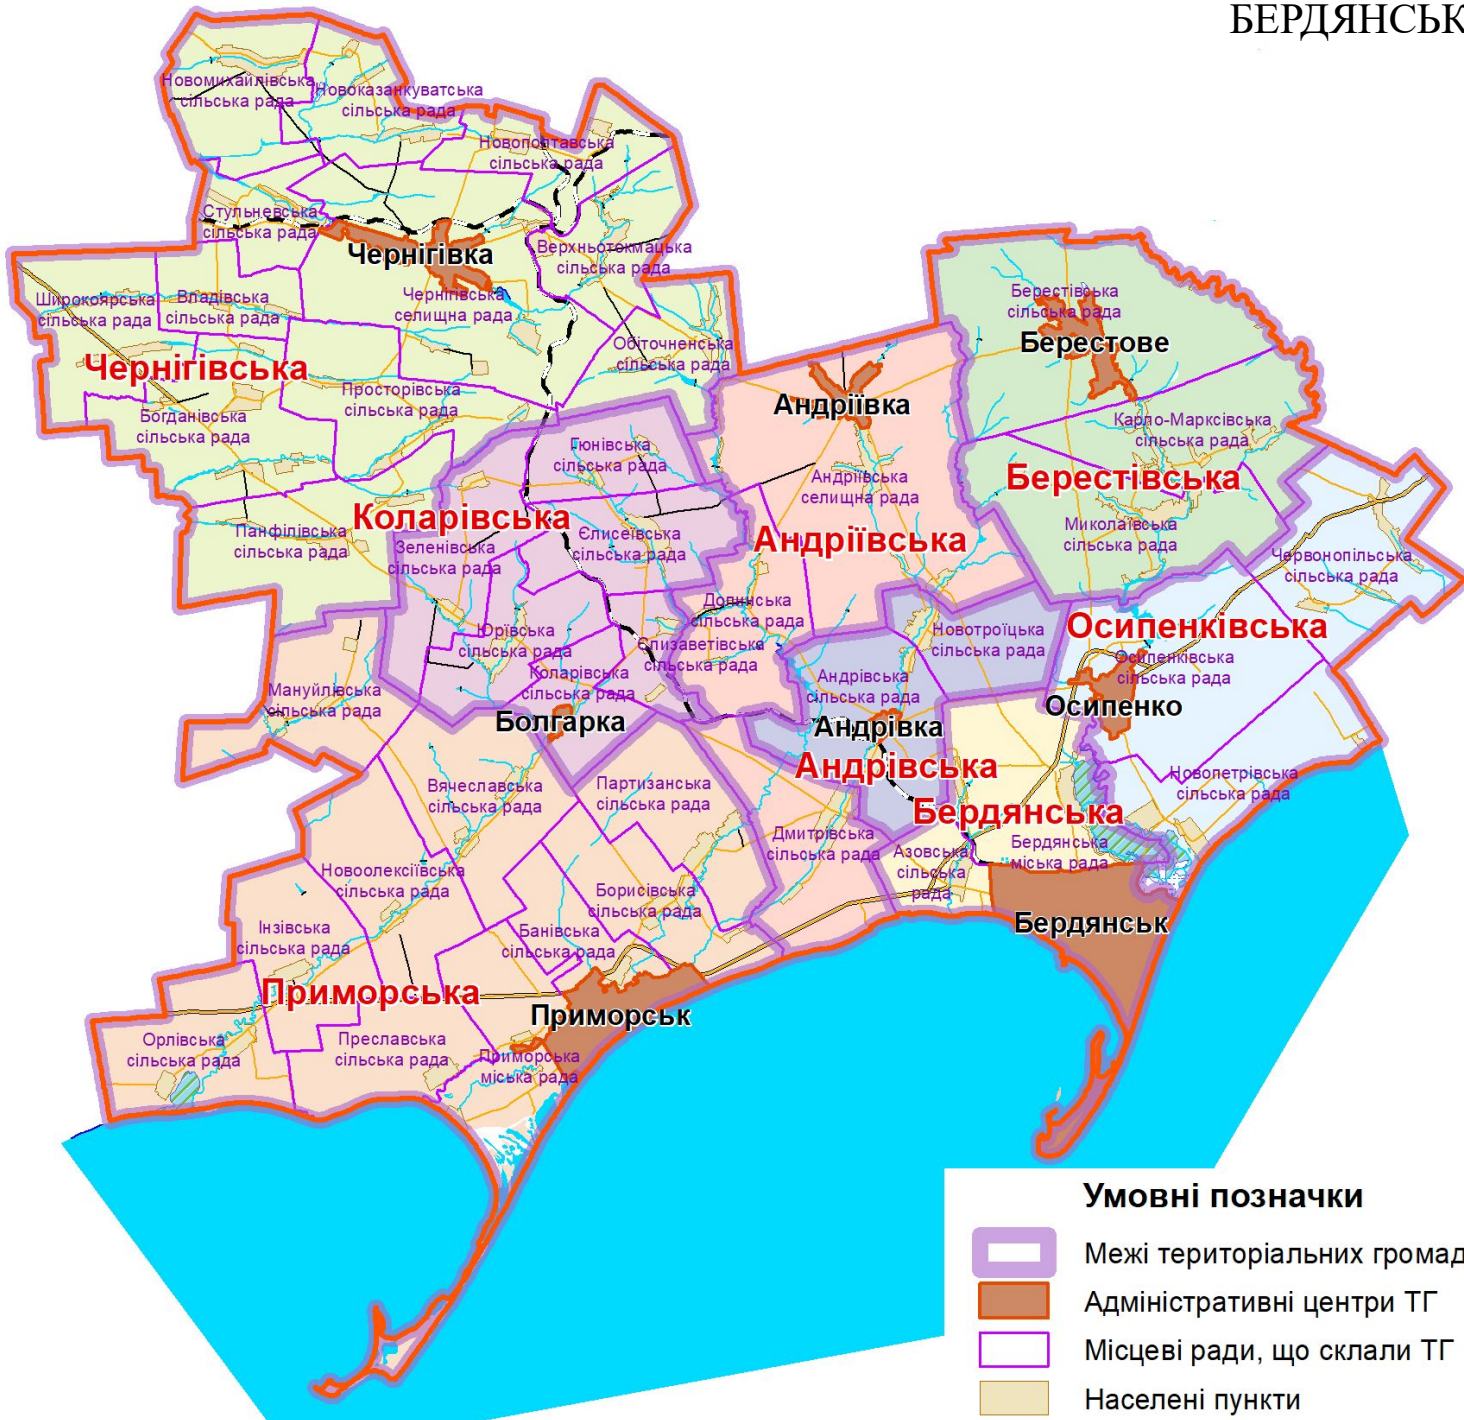 БЕРДЯНСЬК
Новомихайлівська
сільська рада
Новоказанкуватська
сільська рада
Новополтавська
сільська рада
Стульневська
сільська рада
Чернігівка
Верхньотокмацька
сільська рада
Широкоярська
сільська рада
Владівська
сільська рада
Чернігівська
селищна рада
Берестівська
сільська рада
Берестове
Обіточненська
сільська рада
Чернігівська
Просторівська
сільська рада
Андріївка
Богданівська
сільська рада
Карло-Марксівська
сільська рада
Гюнівська
сільська рада
Андріївська
селищна рада
Берестівська
Коларівська
Панфілівська
сільська рада
Зеленівська
сільська рада
Єлисеївська
сільська рада
Андріївська
Миколаївська
сільська рада
Червонопільська
сільська рада
Долинська
сільська рада
Юрївська
сільська рада
Єлизаветівська
сільська рада
Новотроїцька
сільська рада
Осипенківська
Осипенківська
сільська рада
Мануйлівська
сільська рада
Коларівська
сільська рада
Андрівська
сільська рада
Болгарка
Андрівка
Осипенко
Андрівська
Вячеславська
сільська рада
Партизанська
сільська рада
Новопетрівська
сільська рада
Бердянська
Дмитрівська
сільська рада
Азовська
сільська
рада
Бердянська
міська рада
Новоолексіївська
сільська рада
Борисівська
сільська рада
Інзівська
сільська рада
Банівська
сільська рада
Бердянськ
Приморська
Приморськ
Орлівська
сільська рада
Преславська
сільська рада
Приморська
міська рада
Умовні позначки
Межі територіальних громад
Адміністративні центри ТГ
Місцеві ради, що склали ТГ
Населені пункти